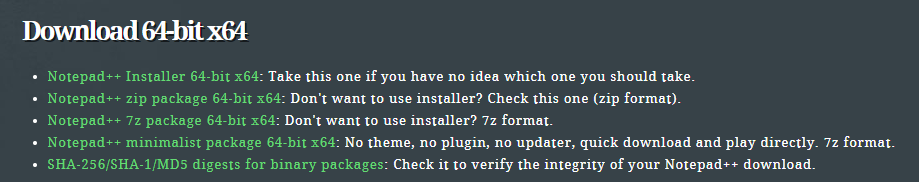 Download 64-bit x64
Notepad++ Installer 64-bit x64: Take this one if you have no idea which one you should take.
Notepad++ zip package 64-bit x64: Don't want to use installer? Check this one (zip format).
Notepad++ 7z package 64-bit x64: Don't want to use installer? 7z format.
Notepad++ minimalist package 64-bit x64: No theme, no plugin, no updater, quick download and play directly. 7z format.
SHA-256/SHA-1/MD5 digests for binary packages: Check it to verify the integrity of your Notepad++ download.